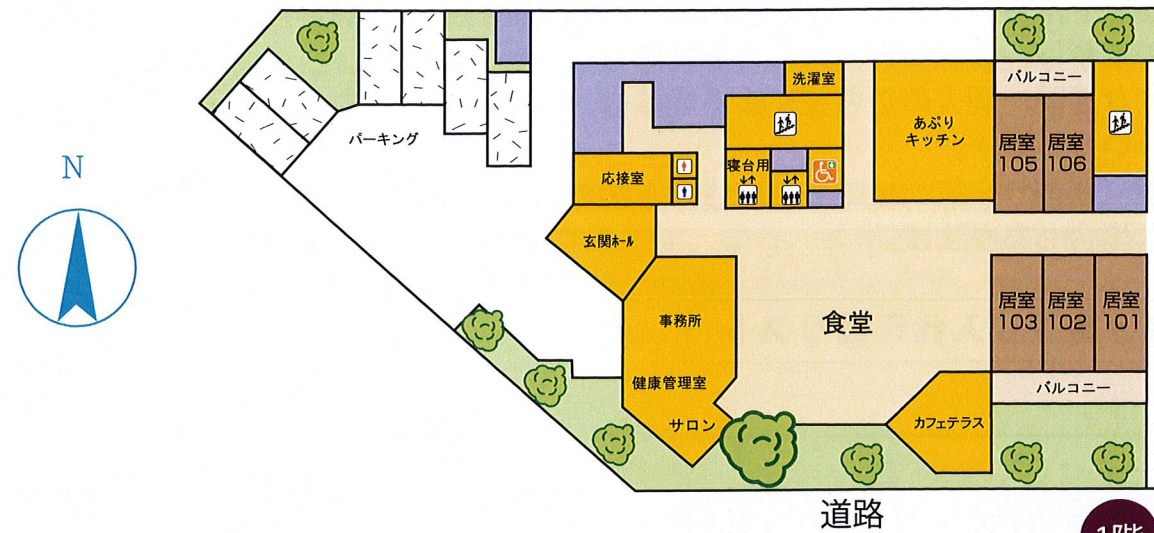 N
パーキング
洗濯室
応接室
寝台用
あぷり
キッチン
バルコニー
居室
105
居室
106
玄関ホール
事務所
健康管理室
サロン
食堂
居室
103
居室
102
居室
101
バルコニー
カフェテラス
道路
1階